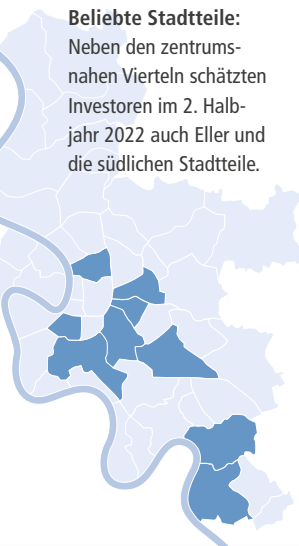 Beliebte Stadtteile:
Neben den zentrums-
nahen Vierteln schätzten
Investoren im 2. Halb-
jahr 2022 auch Eller und
die südlichen Stadtteile.